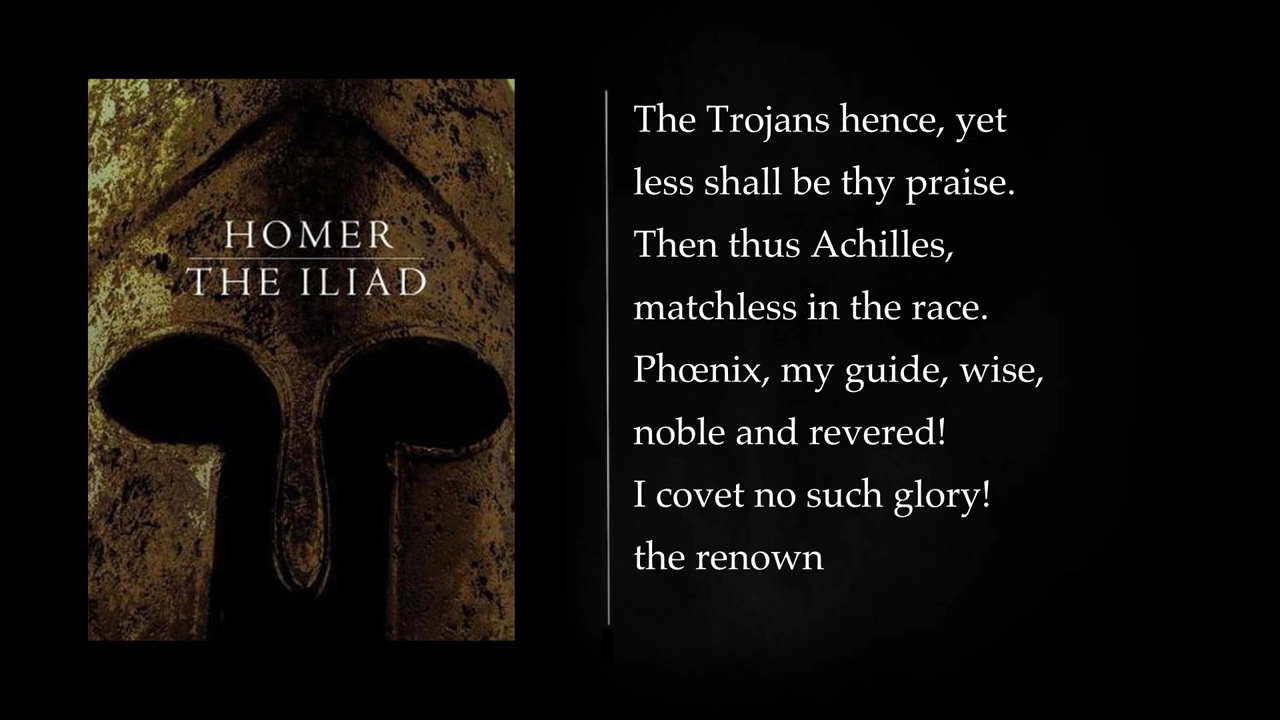 HOMER
THE ILIAD
The Trojans hence, yet
less shall be thy praise.
Then thus Achilles,
matchless in the race.
Phœnix, my guide, wise,
noble and revered!
I covet no such glory!
the renown